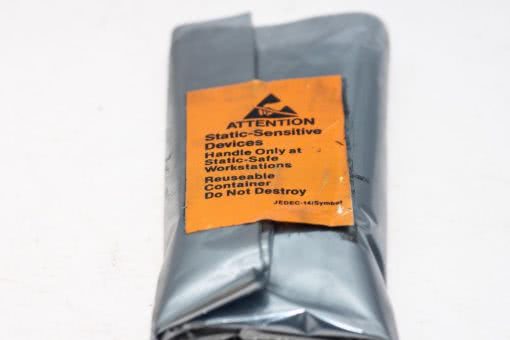 ATTENTION
Static-Sensitive
Devices
Handle Only at
Static-Safe
Workstations
Reuseable
Container
Do Not Destroy
JEDEC-14/Symbol